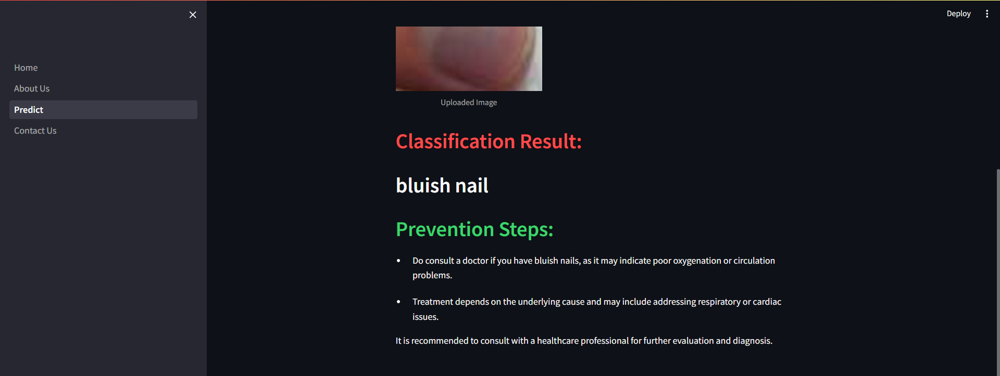 Deploy
Home
About Us
Predict
Contact Us
Uploaded Image
Classification Result:
bluish nail
Prevention Steps:
• Do consult a doctor if you have bluish nails, as it may indicate poor oxygenation or circulation
problems.
• Treatment depends on the underlying cause and may include addressing respiratory or cardiac
issues.
It is recommended to consult with a healthcare professional for further evaluation and diagnosis.